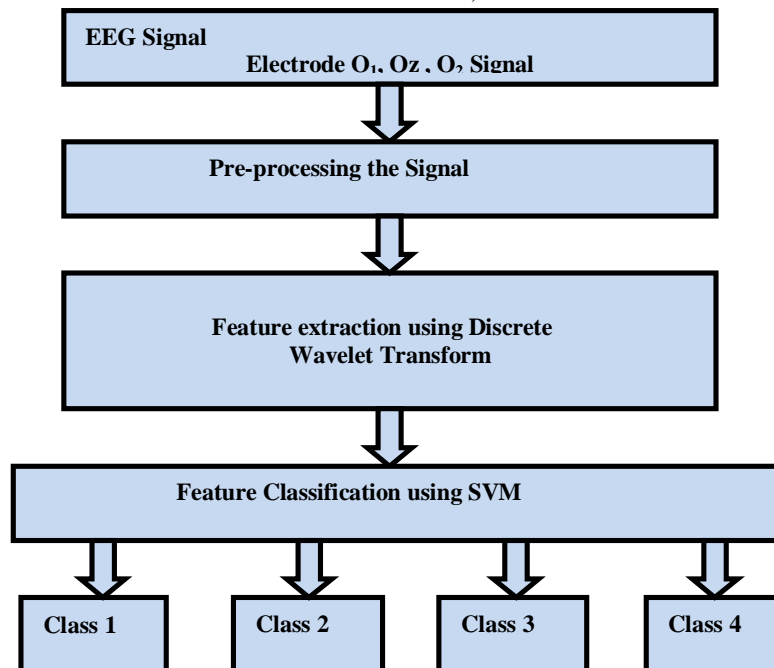 EEG Signal
Electrode O₁, Oz , O₂ Signal
Pre-processing the Signal
Feature extraction using Discrete
Wavelet Transform
Feature Classification using SVM
Class 1 Class 2 Class 3 Class 4